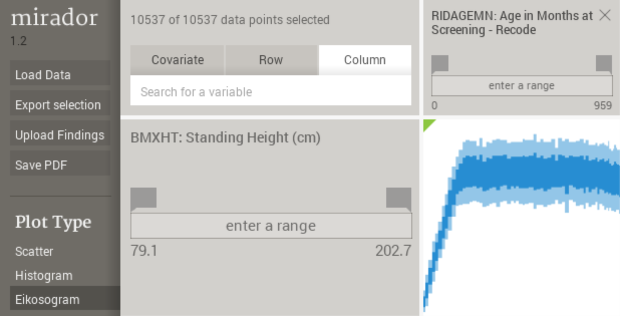 mirador
1.2
Load Data
Export selection
Upload Findings
Save PDF
Plot Type
Scatter
Histogram
Eikosogram
10537 of 10537 data points selected
Covariate
Row
Column
Search for a variable
BMXHT: Standing Height (cm)
enter a range
79.1
202.7
RIDAGEMN: Age in Months at
Screening - Recode
enter a range
0
959